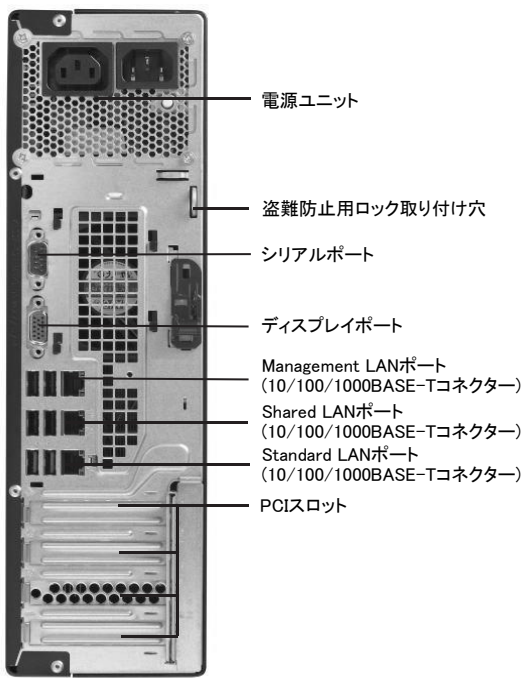 電源ユニット
盗難防止用ロック取り付け穴
シリアルポート
ディスプレイポート
Management LANポート
(10/100/1000BASE-Tコネクター)
Shared LANポート
(10/100/1000BASE-Tコネクター)
Standard LANポート
(10/100/1000BASE-Tコネクター)
PCIスロット